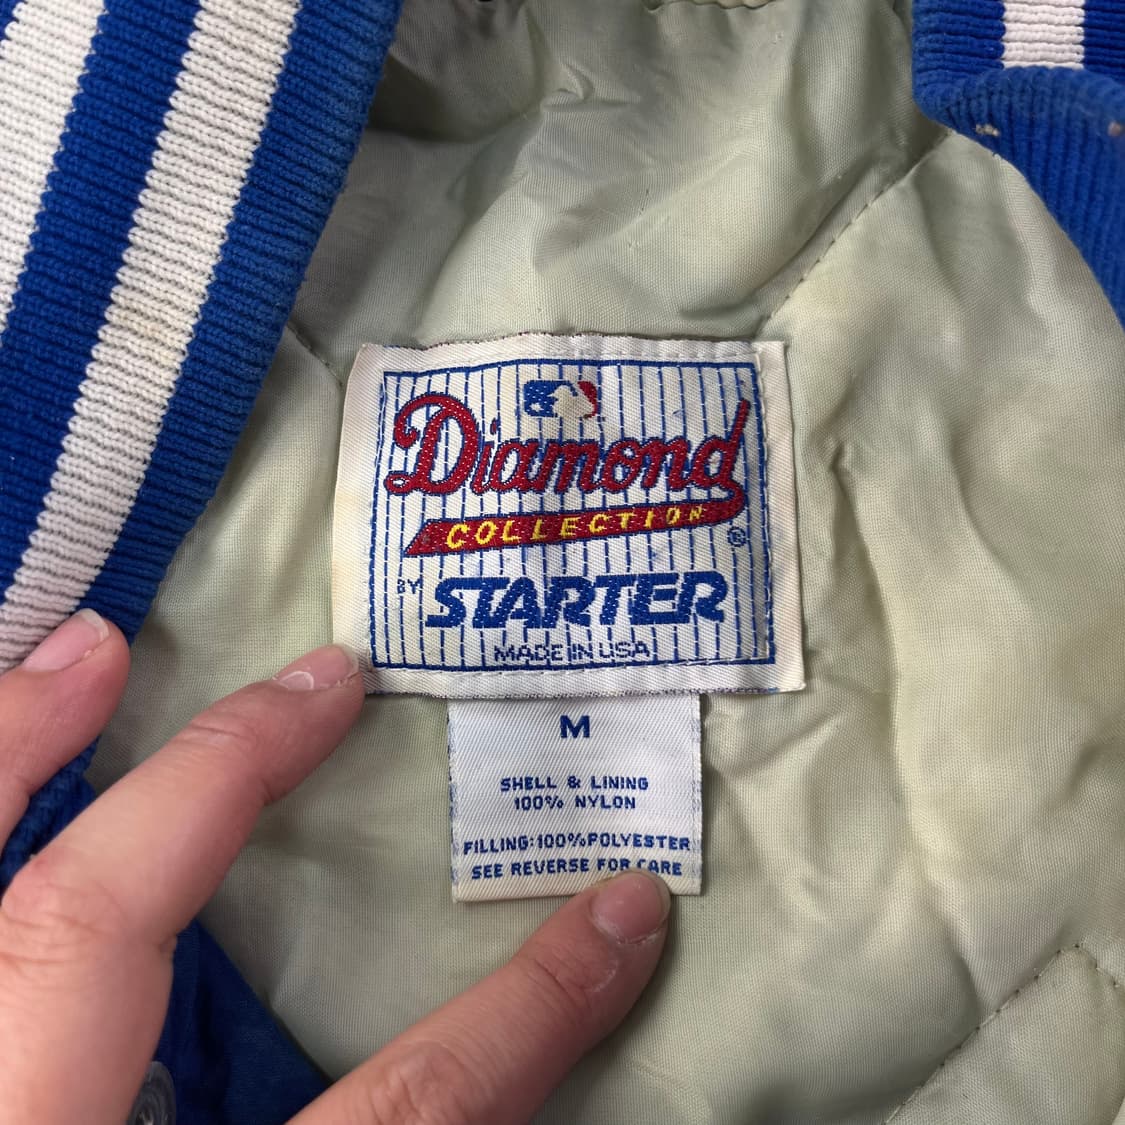 Diamond
COLLECTION
®
BY STARTER
MADE IN USA
M
SHELL & LINING
100% NYLON
FILLING:100%POLYESTER
SEE REVERSE FOR CARE